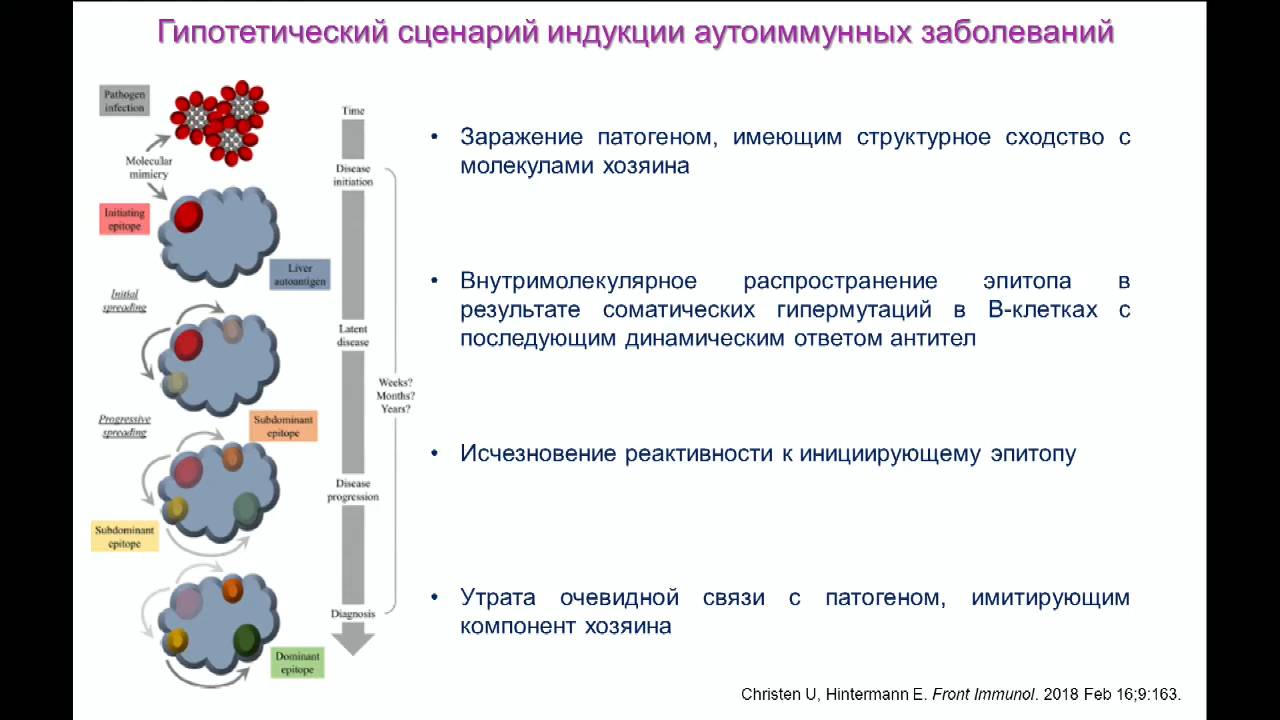 Гипотетический сценарий индукции аутоиммунных заболеваний
Pathogen
infection
Molecular
mimicry
Initiating
epitope
Liver
autoantigen
Initial
spreading
Progressive
spreading
Subdominant
epitope
Subdominant
epitope
Dominant
epitope
Time
Disease
initiation
Latent
disease
Weeks?
Months?
Years?
Disease
progression
Diagnosis
• Заражение патогеном, имеющим структурное сходство с
молекулами хозяина
• Внутримолекулярное распространение эпитопа в
результате соматических гипермутаций в В-клетках с
последующим динамическим ответом антител
• Исчезновение реактивности к инициирующему эпитопу
• Утрата очевидной связи с патогеном, имитирующим
компонент хозяина
Christen U, Hintermann E. Front Immunol. 2018 Feb 16;9:163.